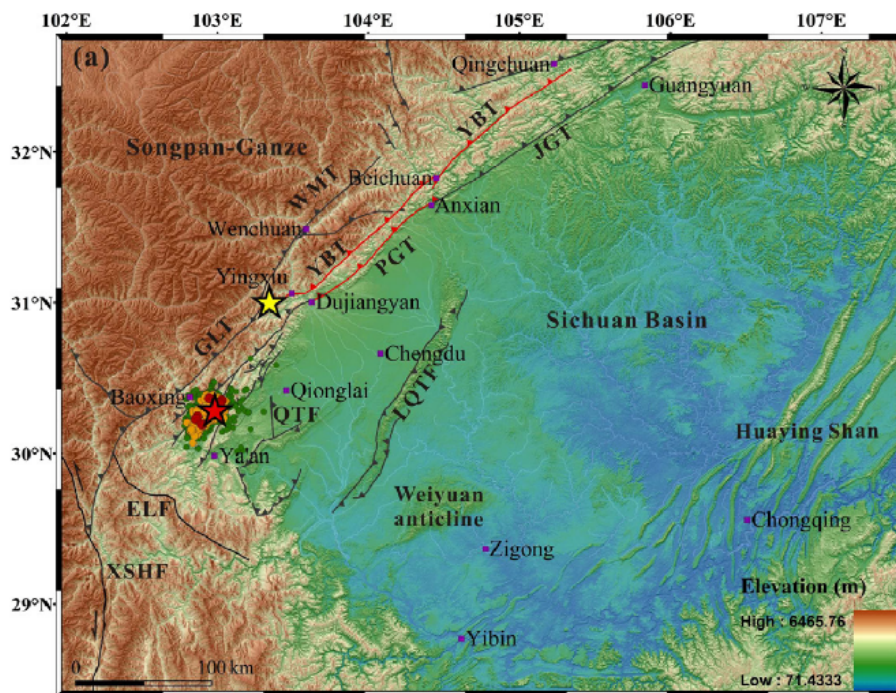 102°E
103°E
104°E
105°E
106°E
107°E
(a)
Qingchuan
Guangyuan
YBT
Songpan-Ganze
32°N
JGT
Beichuan
WMT
Anxian
Wenchuan
YBT
PGT
Yingxiu
31°N
Dujiangyan
Sichuan Basin
GLT
Chengdu
Baoxing
Qionglai
LQTF
QTF
Huaying Shan
30°N
Ya'an
Weiyuan
anticline
ELF
Chongqing
Zigong
XSHF
Elevation (m)
29°N
High : 6465.76
Yibin
0
100 km
Low : 71.4333